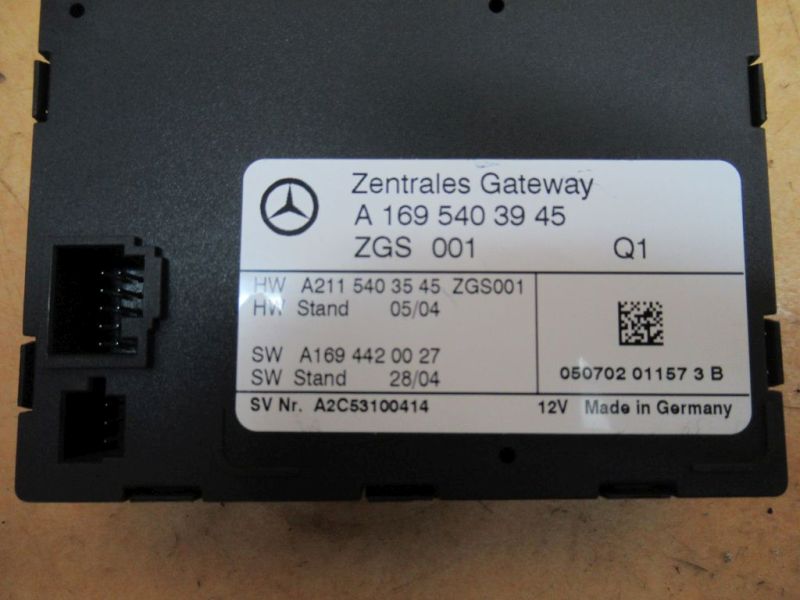 Zentrales Gateway
A 169 540 39 45
ZGS 001 Q1
HW A211 540 35 45 ZGS001
HW Stand 05/04
SW A169 442 00 27
SW Stand 28/04
050702 01157 3 B
SV Nr. A2C53100414 12V Made in Germany